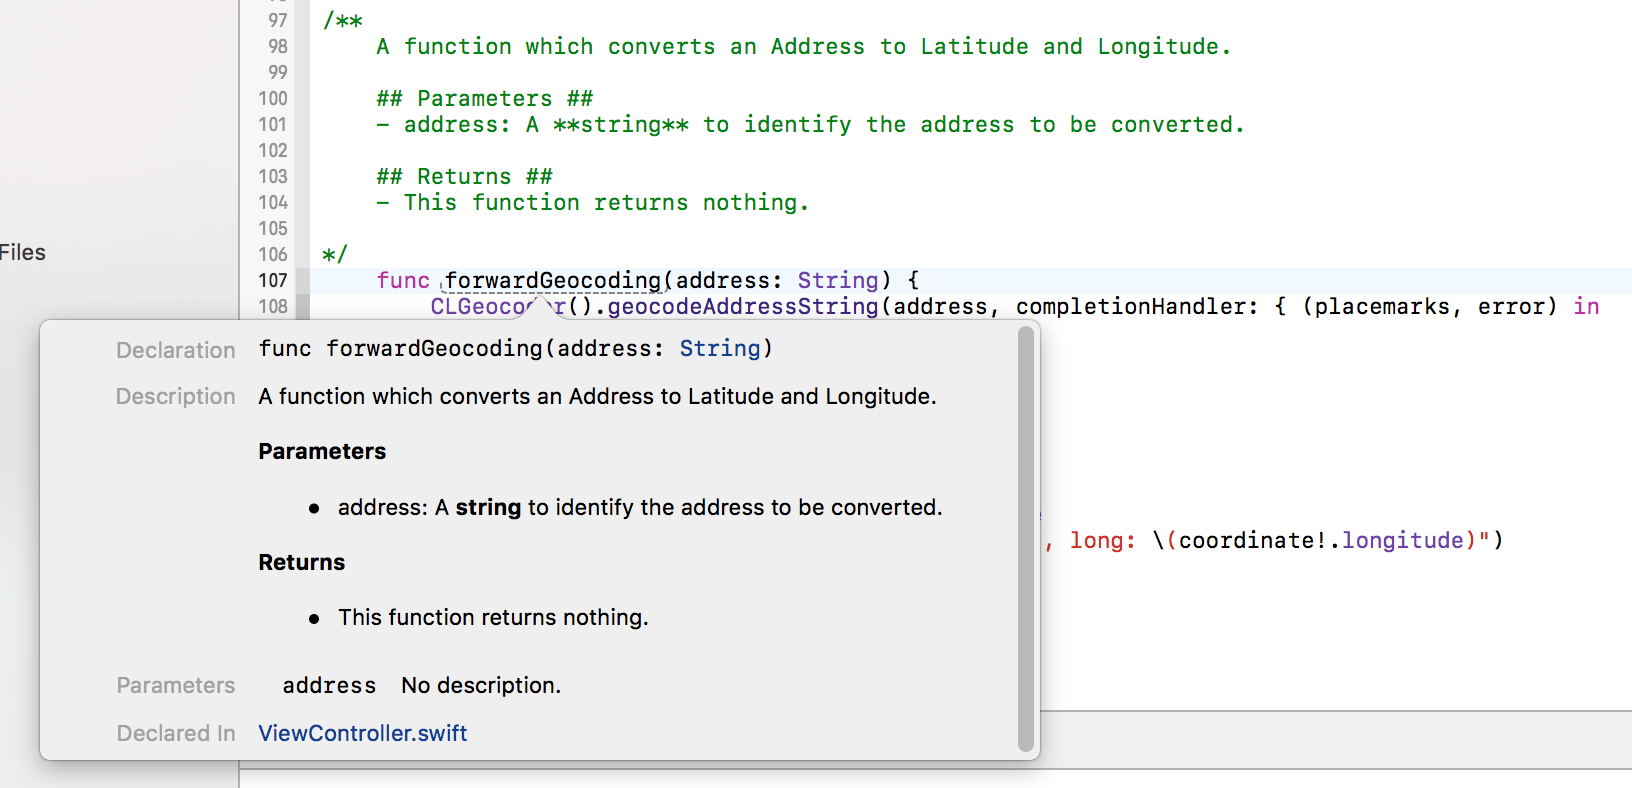 97 /**
98 A function which converts an Address to Latitude and Longitude.
99
100 ## Parameters ##
101 - address: A **string** to identify the address to be converted.
102
103 ## Returns ##
104 - This function returns nothing.
105
Files
106 */
107 func forwardGeocoding(address: String) {
108 CLGeocoder().geocodeAddressString(address, completionHandler: { (placemarks, error) in
Declaration func forwardGeocoding(address: String)
Description A function which converts an Address to Latitude and Longitude.
Parameters
• address: A string to identify the address to be converted.
, long: \(coordinate!.longitude)")
Returns
• This function returns nothing.
Parameters address No description.
Declared In ViewController.swift